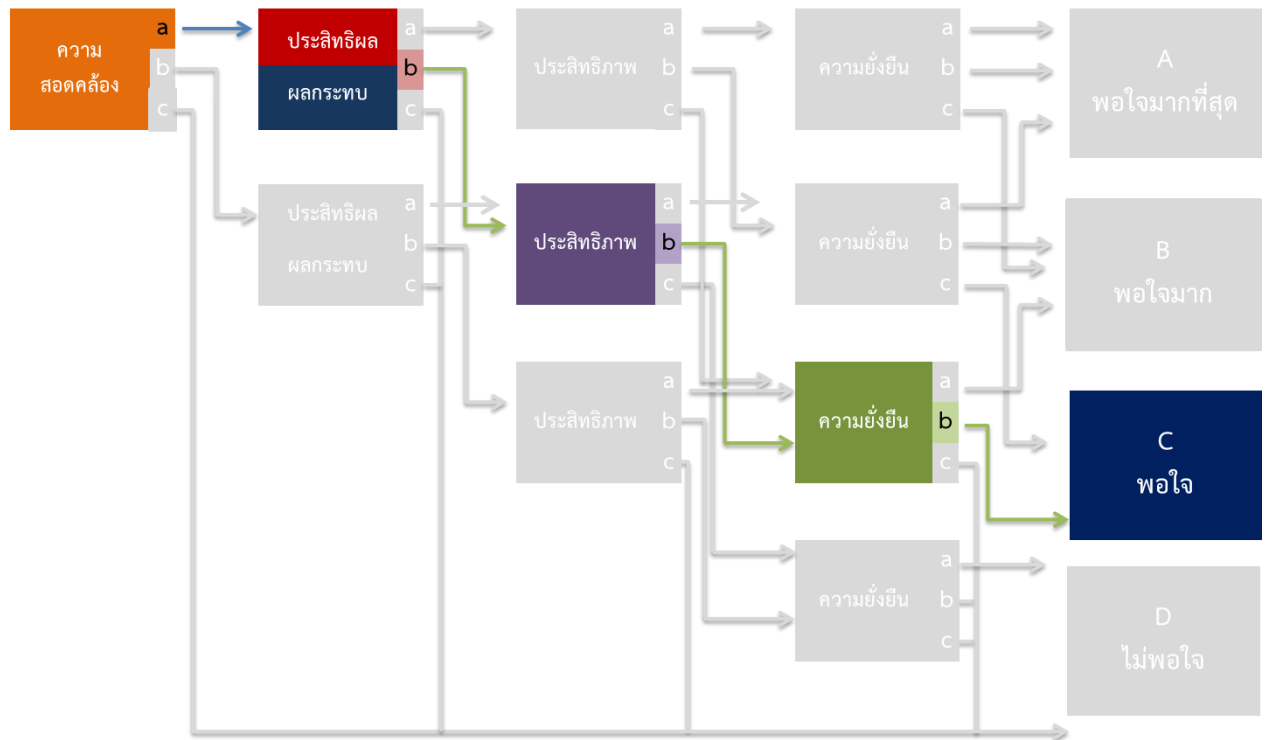 ความ
สอดคล้อง
a
b
c
ประสิทธิผล
ผลกระทบ
a
b
c
ประสิทธิภาพ
a
b
c
ความยั่งยืน
a
b
c
A
พอใจมากที่สุด
ประสิทธิผล
ผลกระทบ
a
b
c
ประสิทธิภาพ
a
b
c
ความยั่งยืน
a
b
c
B
พอใจมาก
ประสิทธิภาพ
a
b
c
ความยั่งยืน
a
b
c
C
พอใจ
ความยั่งยืน
a
b
c
D
ไม่พอใจ